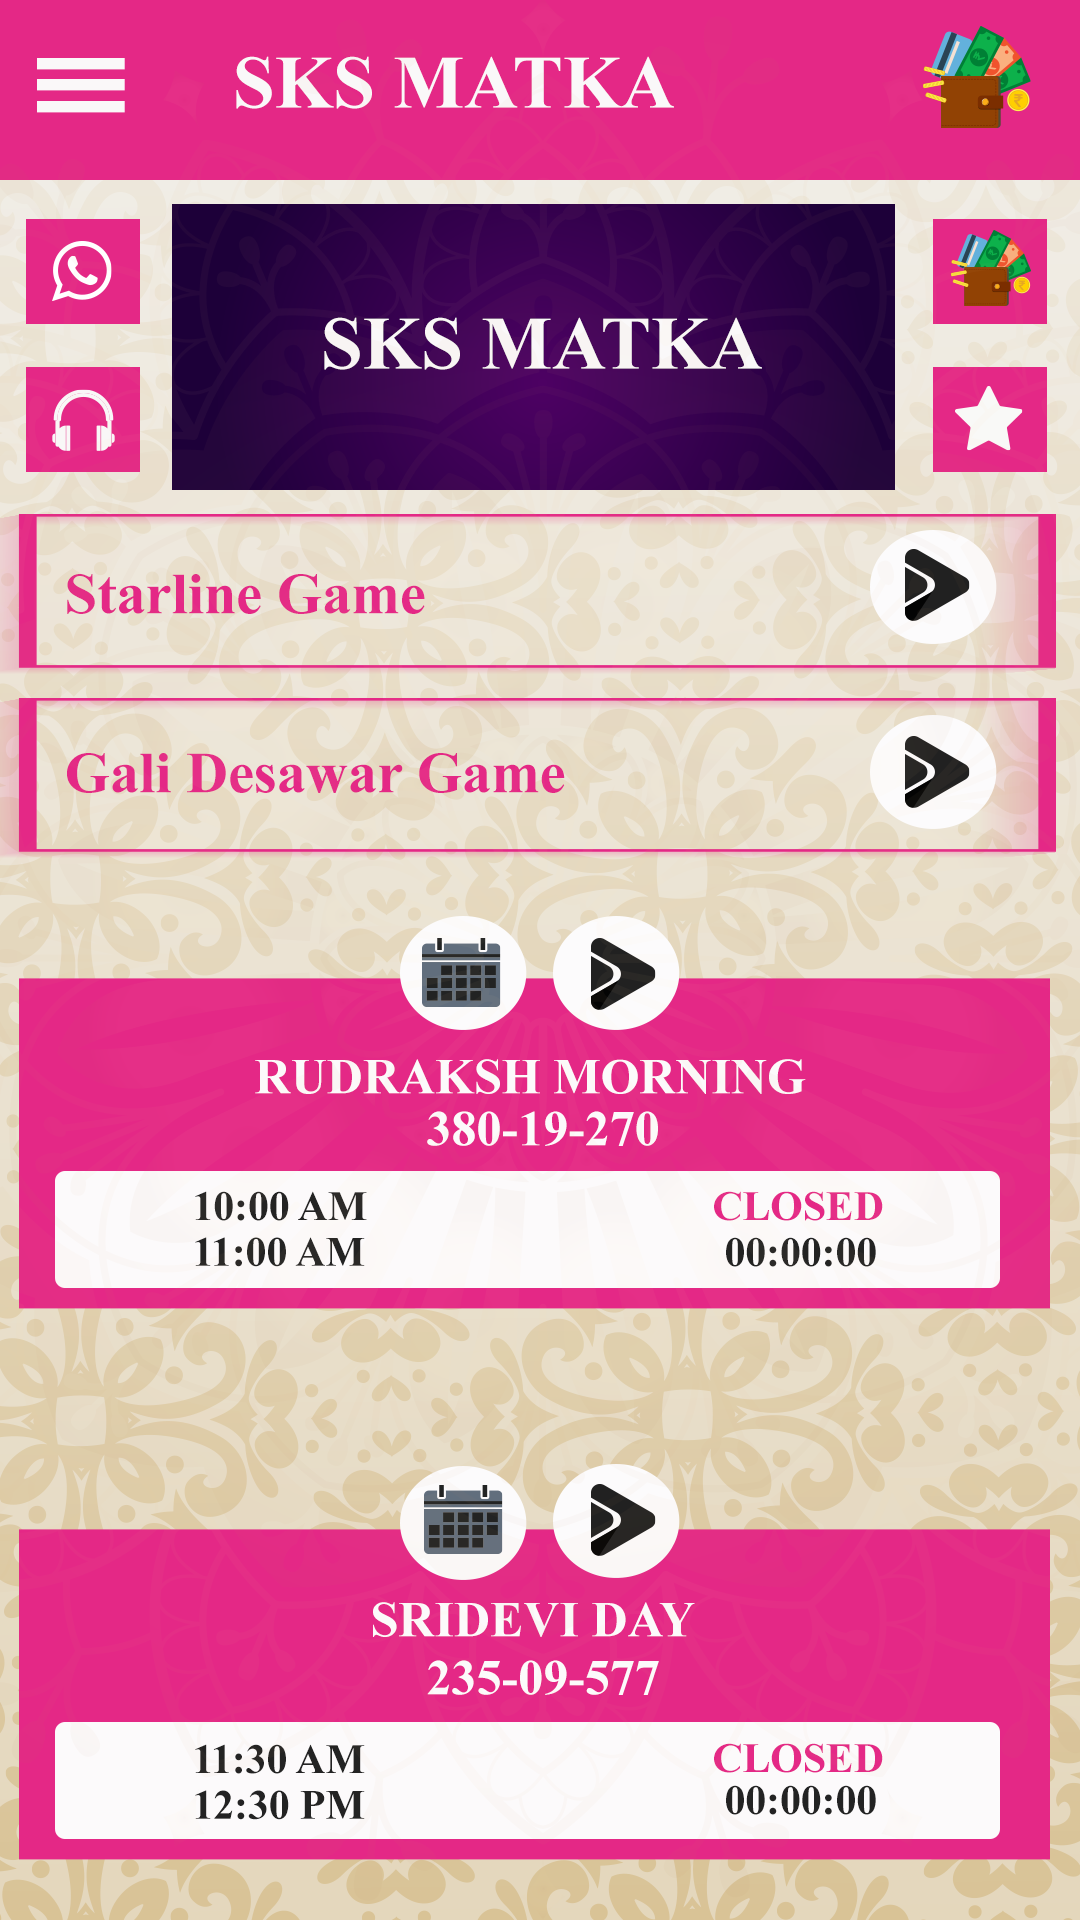 SKS MATKA
SKS MATKA
Starline Game
Gali Desawar Game
RUDRAKSH MORNING
380-19-270
10:00 AM
CLOSED
11:00 AM
00:00:00
SRIDEVI DAY
235-09-577
11:30 AM
CLOSED
12:30 PM
00:00:00